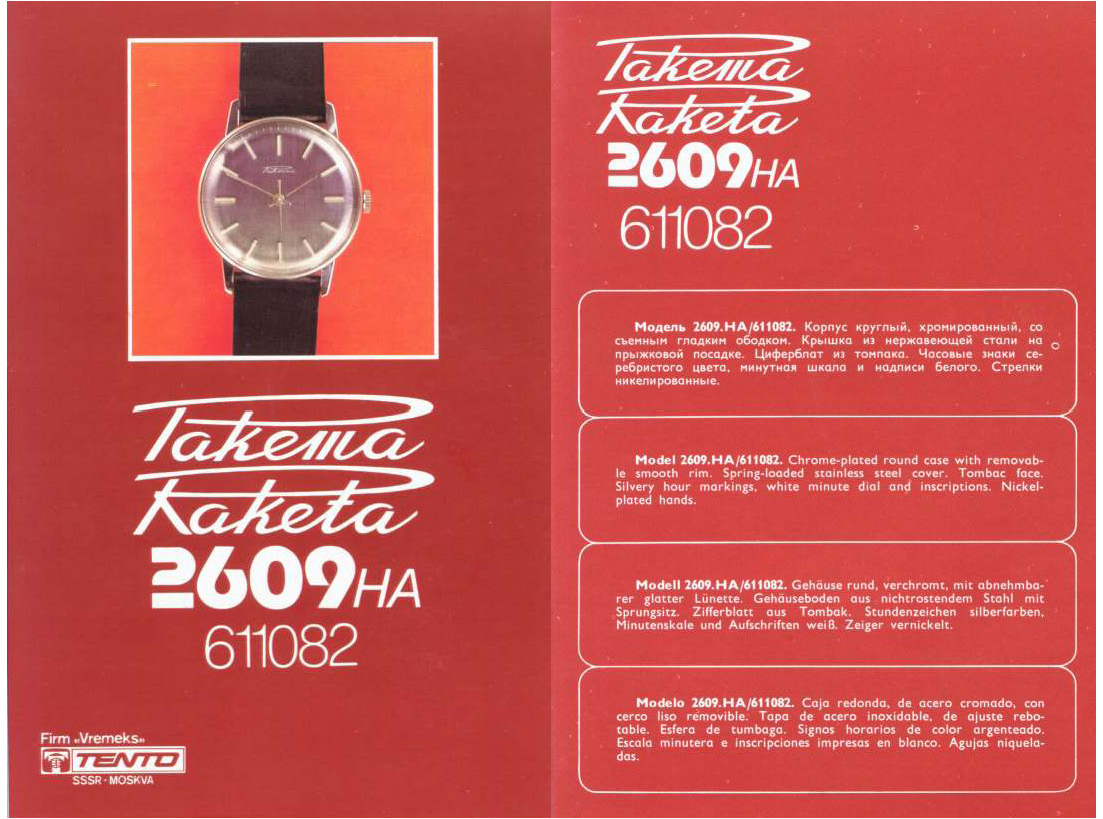 Ракета
Ракета
Raketa
2609НА
611082
Firm «Vremeks»
TENTO
SSSR · MOSKVA
Ракета
Raketa
2609НА
611082
Модель 2609.НА/611082. Корпус круглый, хромированный, со
съемным гладким ободком. Крышка из нержавеющей стали на
прыжковой посадке. Циферблат из томпака. Часовые знаки се-
ребристого цвета, минутная шкала и надписи белого. Стрелки
никелированные.
Model 2609.HA/611082. Chrome-plated round case with removab-
le smooth rim. Spring-loaded stainless steel cover. Tombac face.
Silvery hour markings, white minute dial and inscriptions. Nickel-
plated hands.
Modell 2609.HA/611082. Gehäuse rund, verchromt, mit abnehmba-
rer glatter Lünette. Gehäuseboden aus nichtrostendem Stahl mit
Sprungsitz. Zifferblatt aus Tombak. Stundenzeichen silberfarben,
Minutenskale und Aufschriften weiß. Zeiger vernickelt.
Modelo 2609.HA/611082. Caja redonda, de acero cromado, con
cerco liso removible. Tapa de acero inoxidable, de ajuste rebo-
table. Esfera de tumbaga. Signos horarios de color argenteado.
Escala minutera e inscripciones impresas en blanco. Agujas niquela-
das.